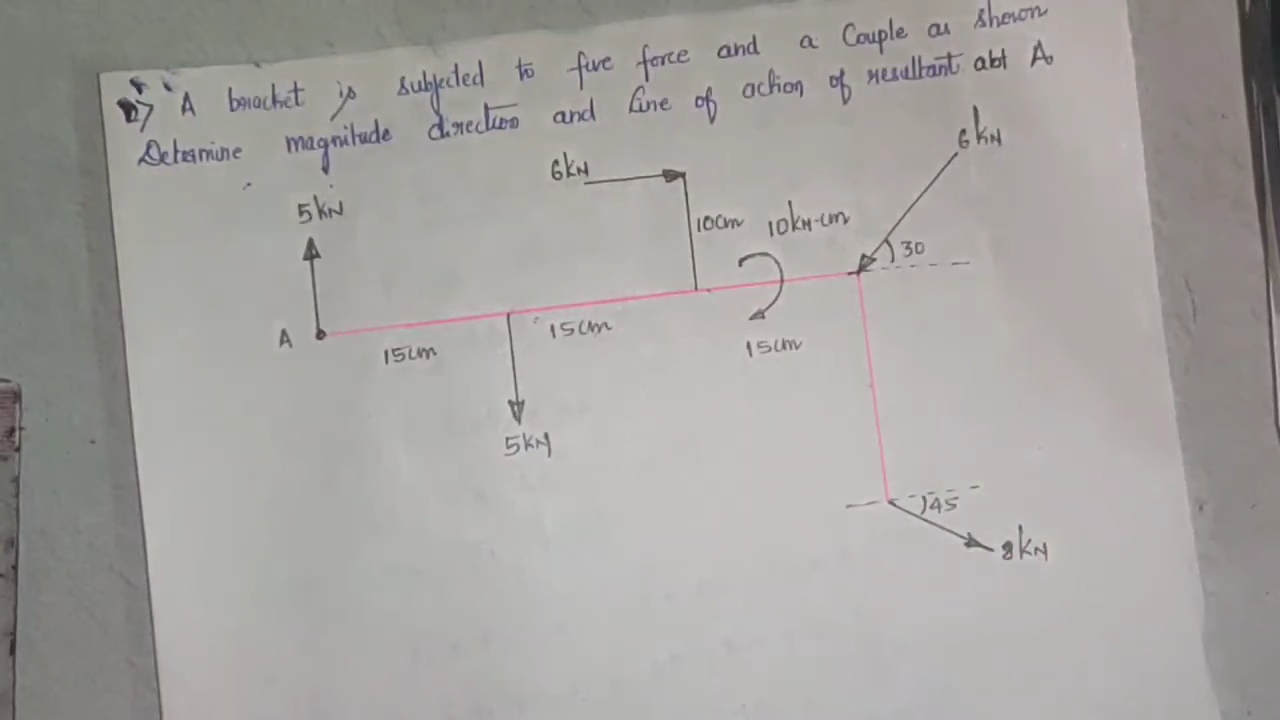 2) A bracket is subjected to five force and a Couple as shown
Determine magnitude direction and Line of action of resultant abt A.
6kN
6kN
5kN
10cm
10kN-cm
30
A
15cm
15cm
15cm
5kN
45
8kN